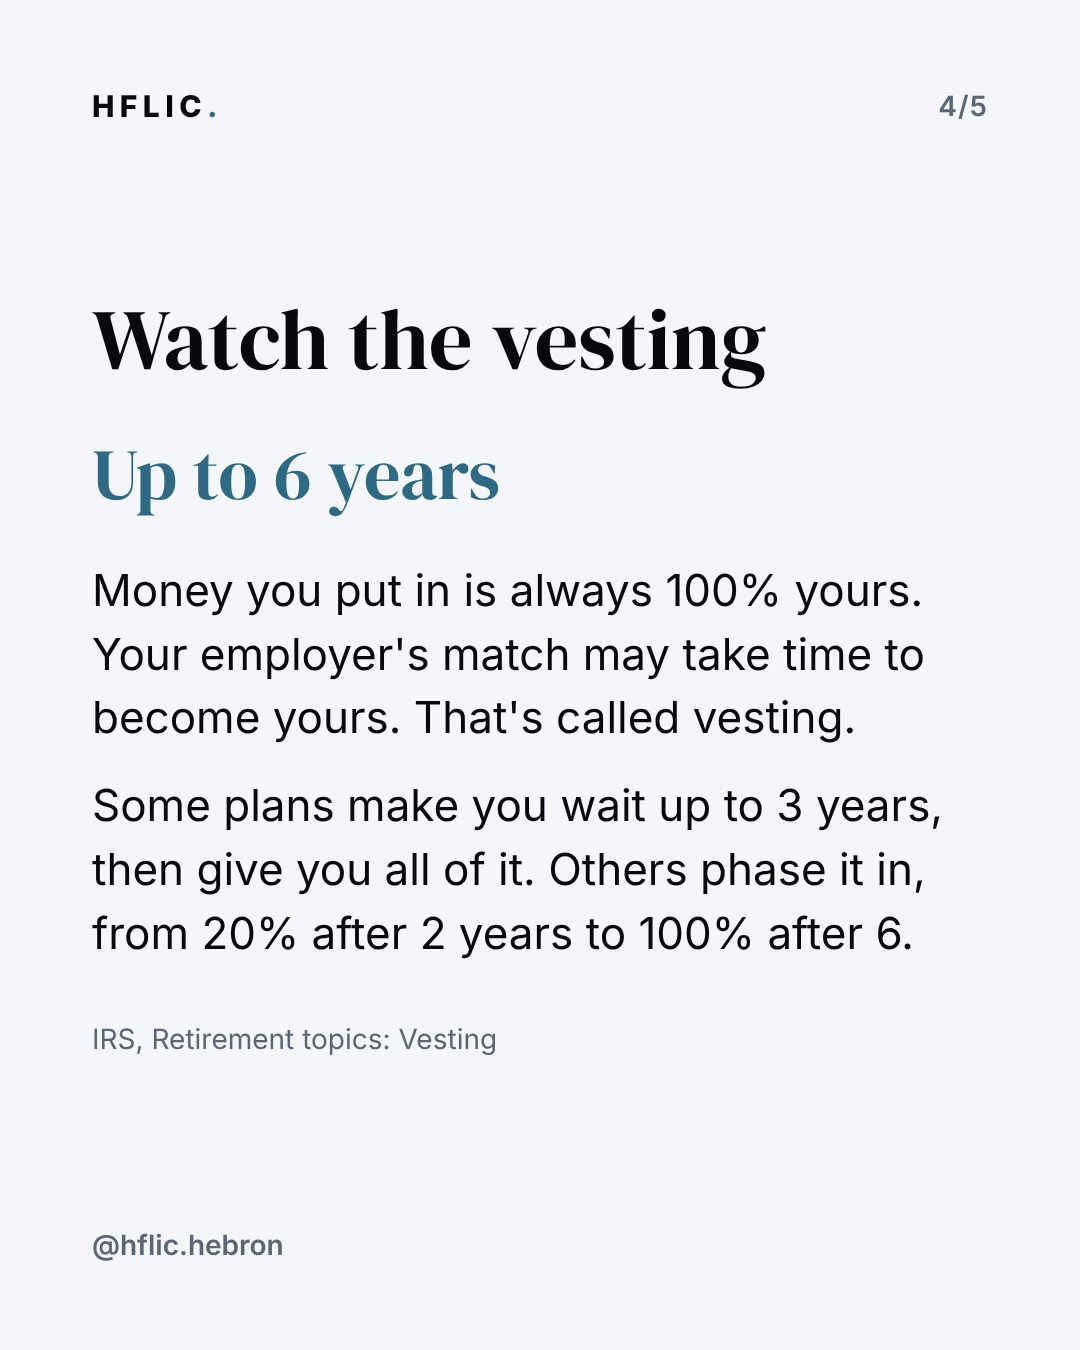 HFLIC.
4/5
Watch the vesting
Up to 6 years
Money you put in is always 100% yours.
Your employer's match may take time to
become yours. That's called vesting.
Some plans make you wait up to 3 years,
then give you all of it. Others phase it in,
from 20% after 2 years to 100% after 6.
IRS, Retirement topics: Vesting
@hflic.hebron